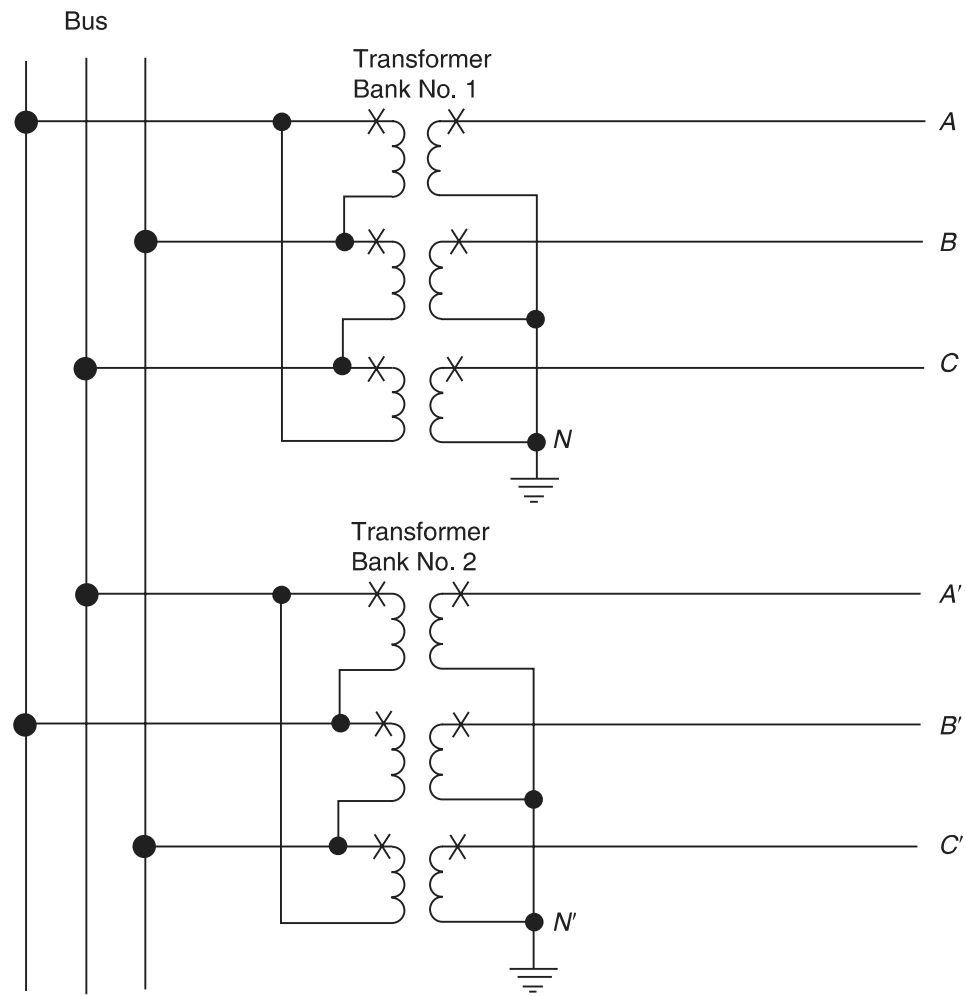 Bus
Transformer
Bank No. 1
A
B
C
N
Transformer
Bank No. 2
A′
B′
C′
N′